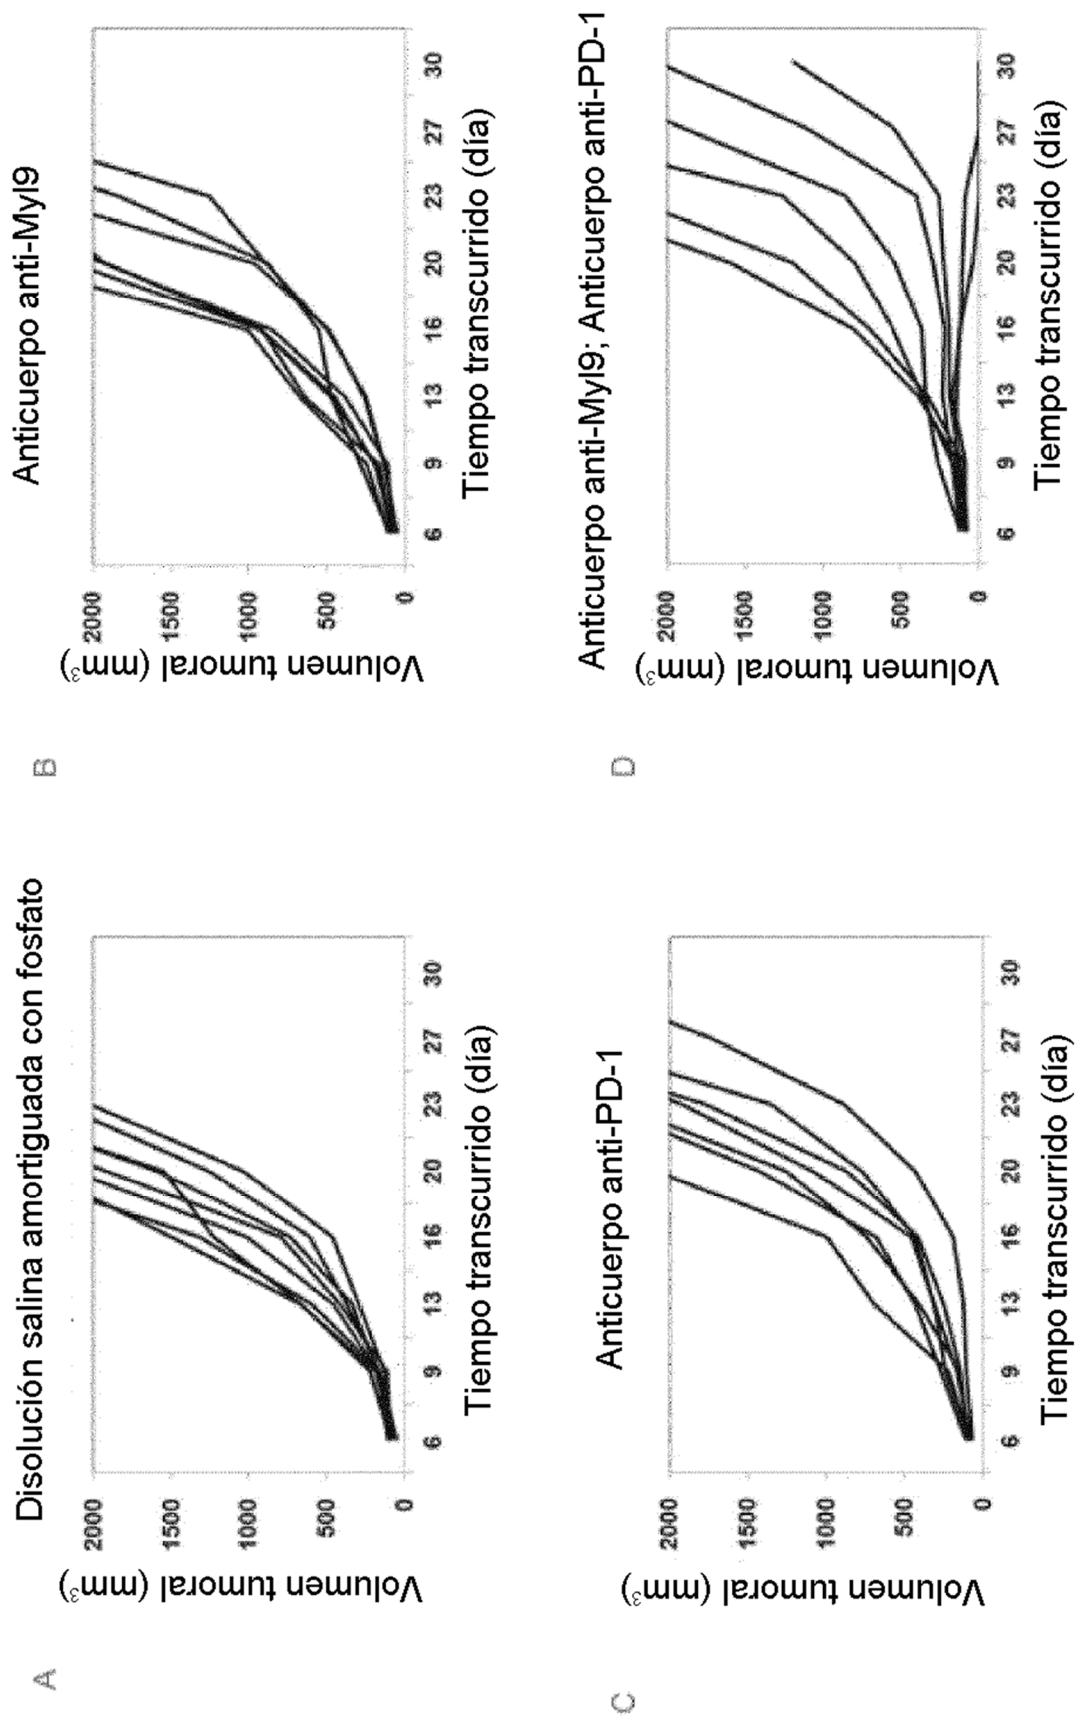 A
Disolución salina amortiguada con fosfato
Volumen tumoral (mm³)
2000
1500
1000
500
0
6 9 13 16 20 23 27 30
Tiempo transcurrido (día)
B
Anticuerpo anti-Myl9
Volumen tumoral (mm³)
2000
1500
1000
500
0
6 9 13 16 20 23 27 30
Tiempo transcurrido (día)
C
Anticuerpo anti-PD-1
Volumen tumoral (mm³)
2000
1500
1000
500
0
6 9 13 16 20 23 27 30
Tiempo transcurrido (día)
D
Anticuerpo anti-Myl9; Anticuerpo anti-PD-1
Volumen tumoral (mm³)
2000
1500
1000
500
0
6 9 13 16 20 23 27 30
Tiempo transcurrido (día)